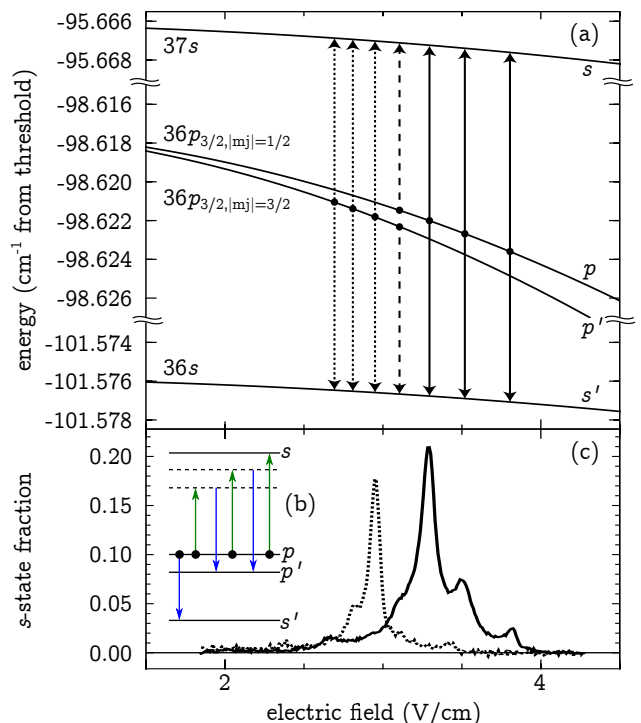 -95.666
37s
(a)
-95.668
s
-98.616
-98.618
36p3/2,|mj|=1/2
-98.620
36p3/2,|mj|=3/2
-98.622
-98.624
p
-98.626
p'
-101.574
36s
s'
-101.576
-101.578
energy (cm-1 from threshold)
0.20
s
(c)
0.15
(b)
0.10
p
p'
0.05
s'
0.00
s-state fraction
2
3
4
electric field (V/cm)